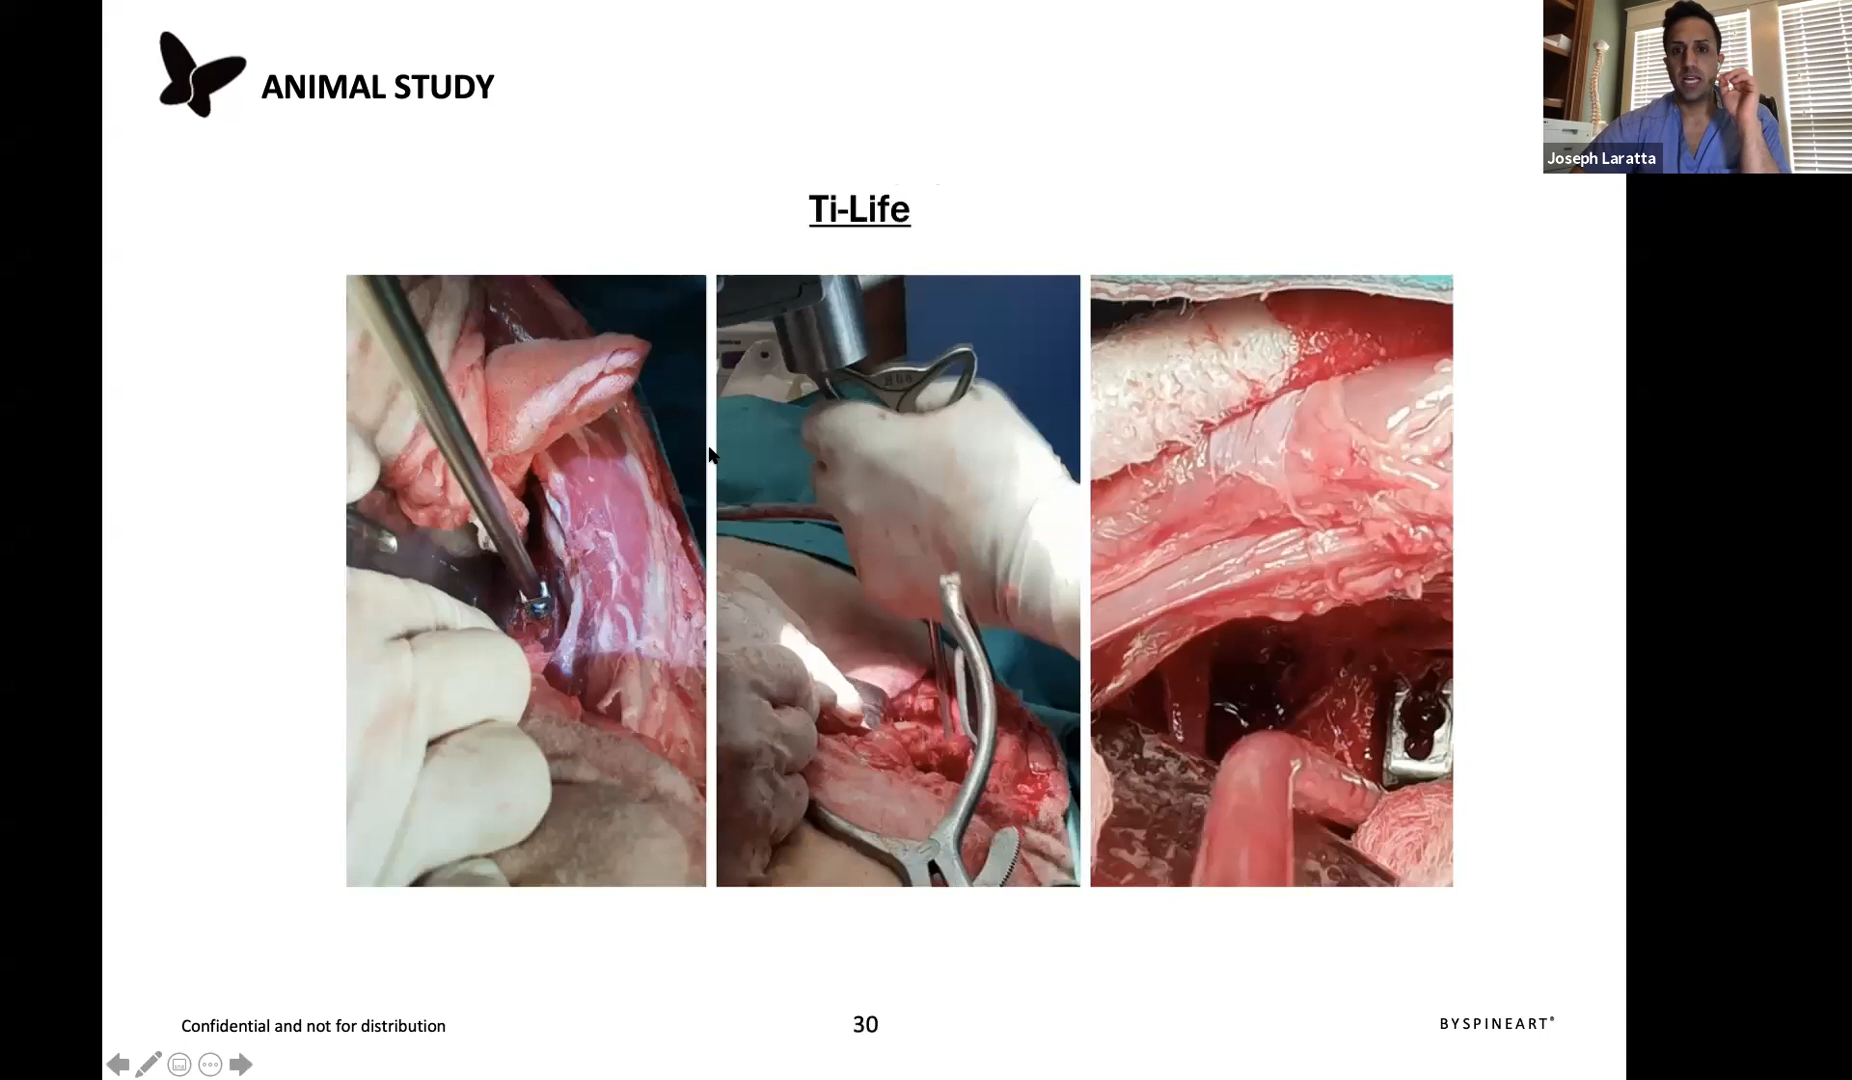 ANIMAL STUDY
Joseph Laratta
Ti-Life
Confidential and not for distribution
30
BYSPINEART®